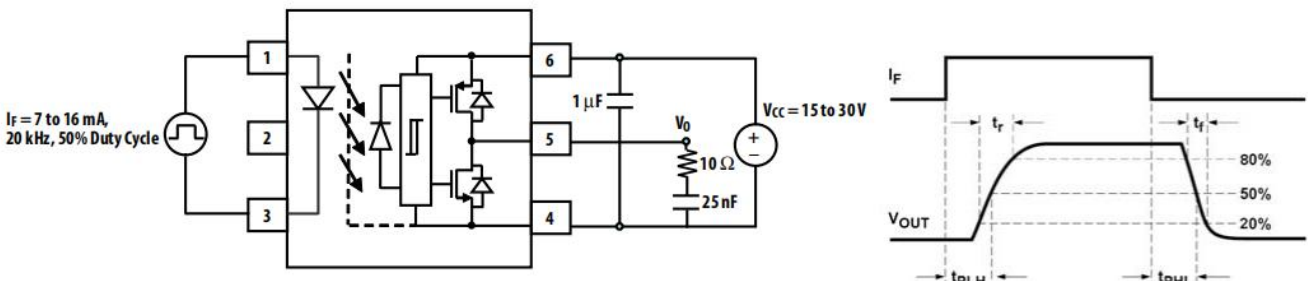 I_F = 7 to 16 mA,
20 kHz, 50% Duty Cycle
1
2
3
6
5
4
1 μF
V_O
10 Ω
25 nF
V_CC = 15 to 30 V
+
−
I_F
t_r
t_f
80%
50%
20%
V_OUT
t_PLH
t_PHL